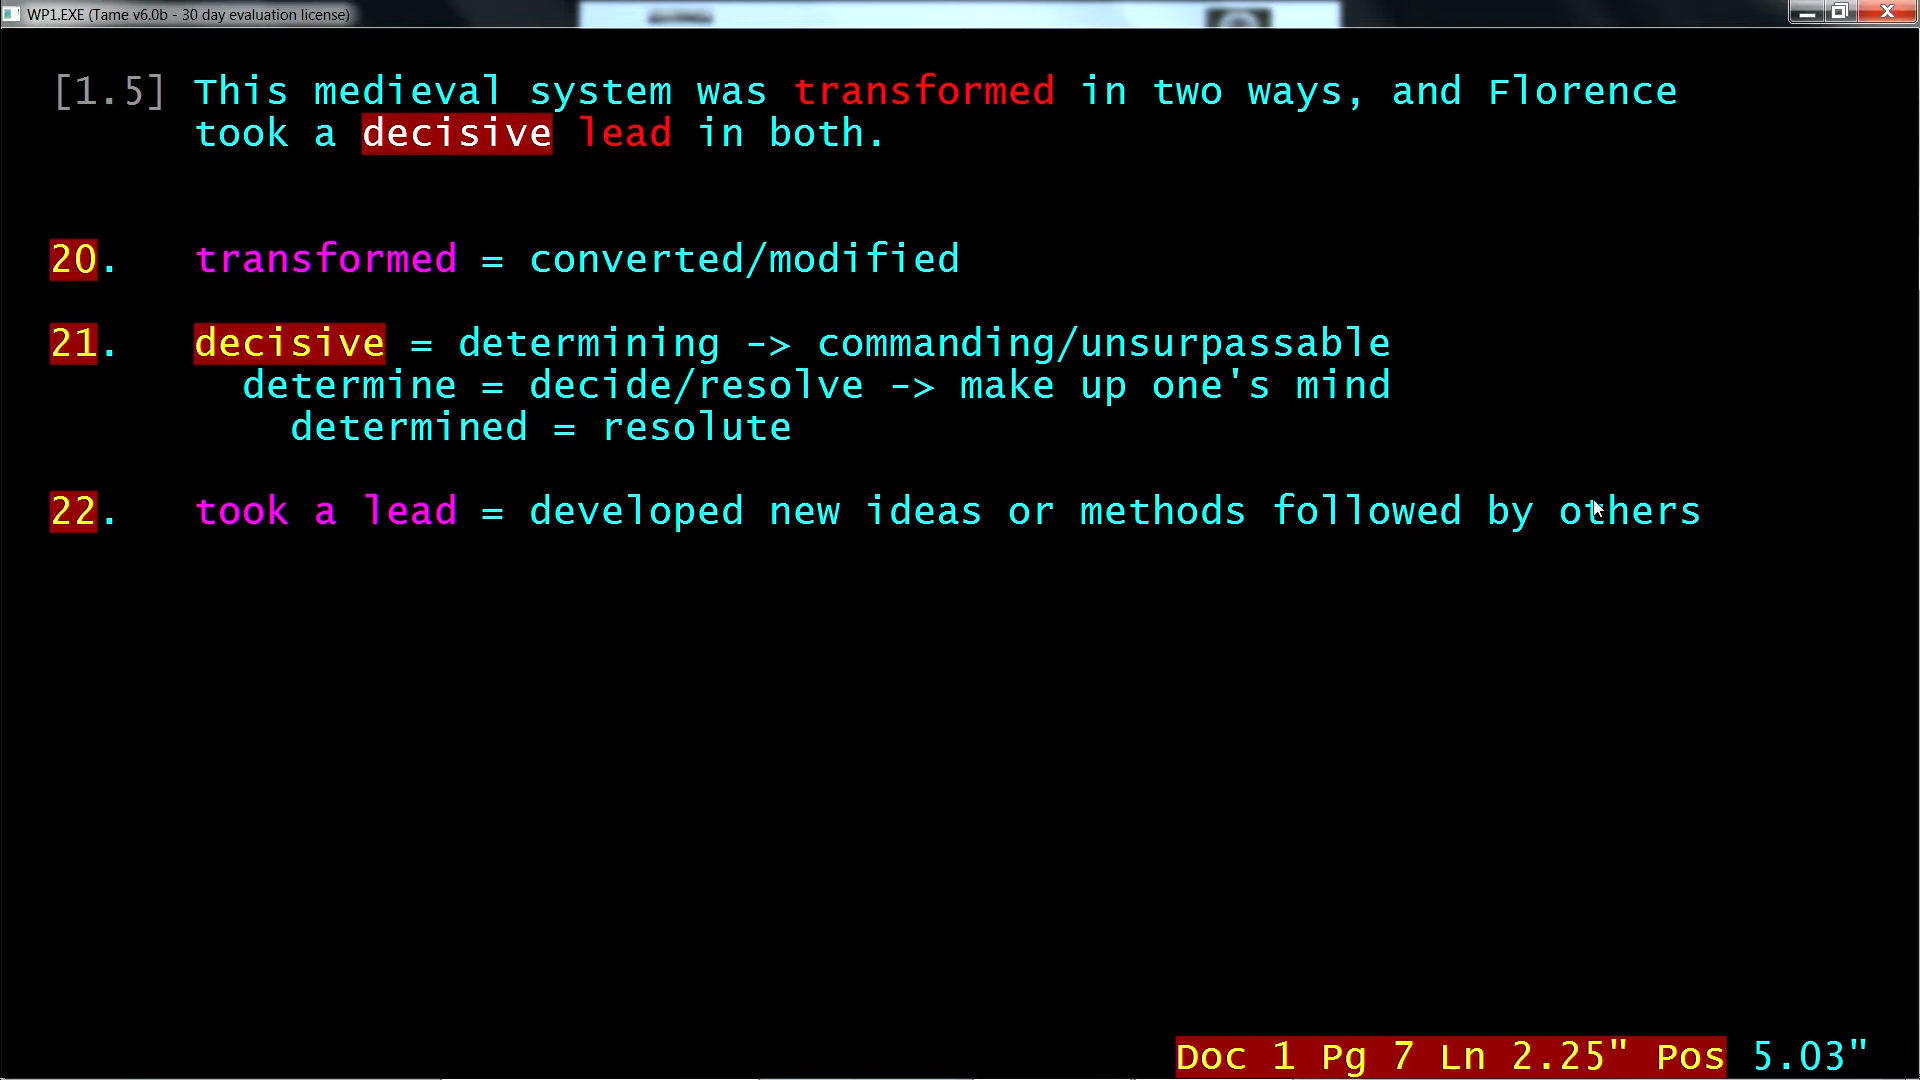 WP1.EXE (Tame v6.0b - 30 day evaluation license)
[1.5] This medieval system was transformed in two ways, and Florence
took a decisive lead in both.
20. transformed = converted/modified
21. decisive = determining -> commanding/unsurpassable
determine = decide/resolve -> make up one's mind
determined = resolute
22. took a lead = developed new ideas or methods followed by others
Doc 1 Pg 7 Ln 2.25" Pos 5.03"